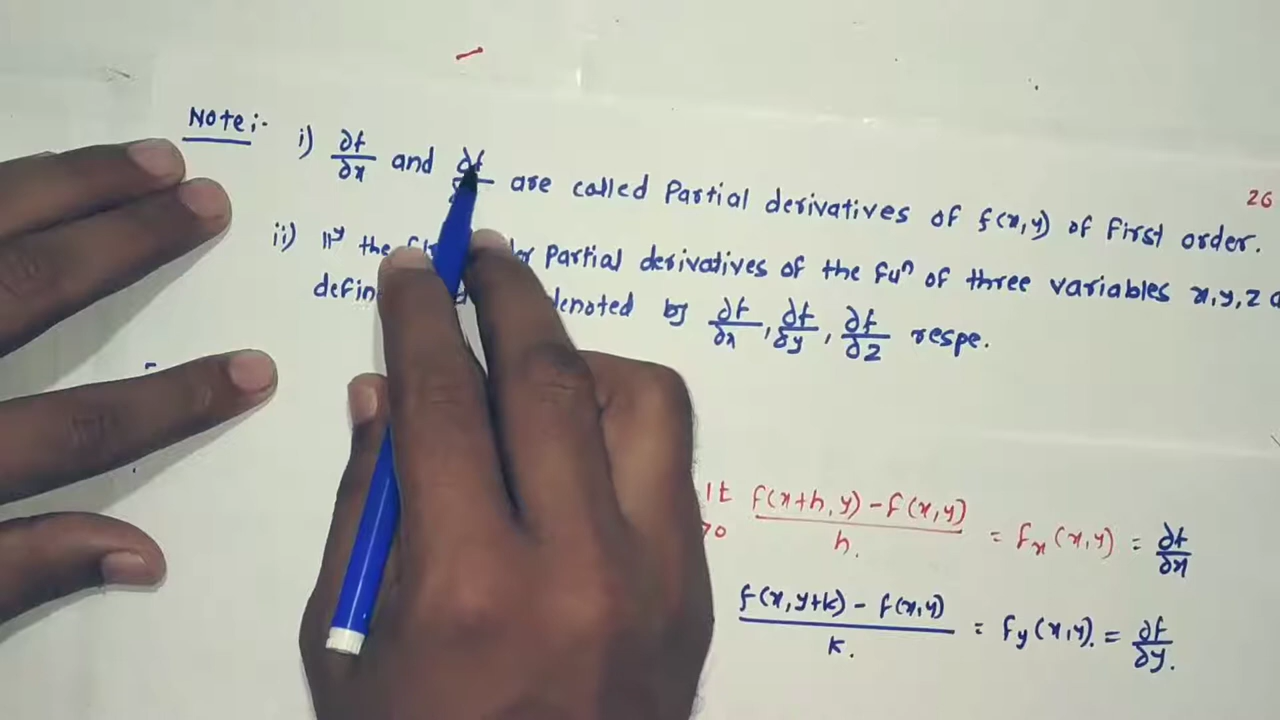 Note:- i) ∂f/∂x and ∂f/ are called Partial derivatives of f(x,y) of First order.
26
ii) lly the Partial derivatives of the fuⁿ of three variables x,y,z
denoted by ∂f/∂x, ∂f/∂y, ∂f/∂z respe.
lt f(x+h, y) - f(x,y) / h. = fx(x,y) = ∂f/∂x
f(x, y+k) - f(x,y) / k. = fy(x,y). = ∂f/∂y.